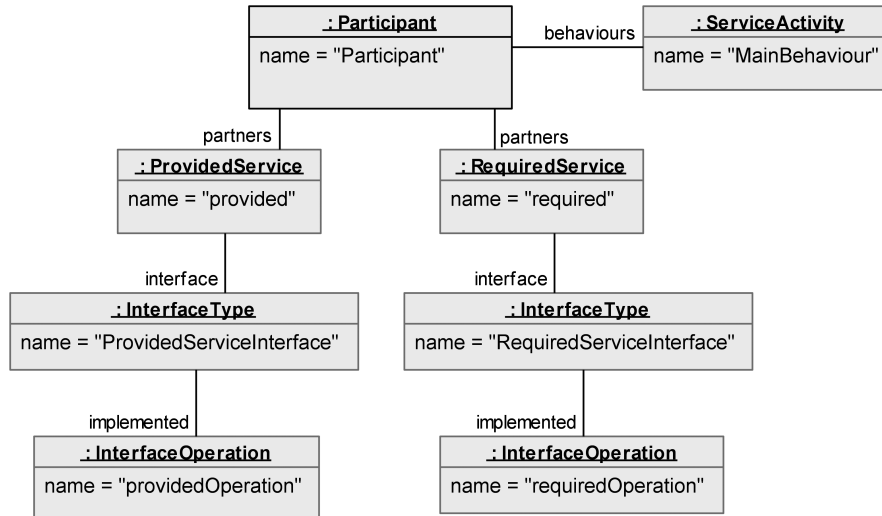 : Participant
name = "Participant"
behaviours
: ServiceActivity
name = "MainBehaviour"
partners
partners
: ProvidedService
name = "provided"
: RequiredService
name = "required"
interface
interface
: InterfaceType
name = "ProvidedServiceInterface"
: InterfaceType
name = "RequiredServiceInterface"
implemented
implemented
: InterfaceOperation
name = "providedOperation"
: InterfaceOperation
name = "requiredOperation"